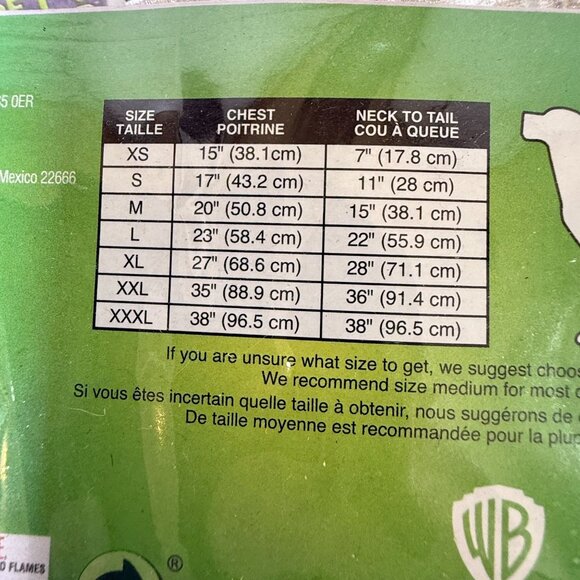 5 0ER
Mexico 22666
SIZE CHEST NECK TO TAIL
TAILLE POITRINE COU À QUEUE
XS 15" (38.1cm) 7" (17.8 cm)
S 17" (43.2 cm) 11" (28 cm)
M 20" (50.8 cm) 15" (38.1 cm)
L 23" (58.4 cm) 22" (55.9 cm)
XL 27" (68.6 cm) 28" (71.1 cm)
XXL 35" (88.9 cm) 36" (91.4 cm)
XXXL 38" (96.5 cm) 38" (96.5 cm)
If you are unsure what size to get, we suggest choos
We recommend size medium for most
Si vous êtes incertain quelle taille à obtenir, nous suggérons de
De taille moyenne est recommandée pour la plu
WB
®
FLAMES